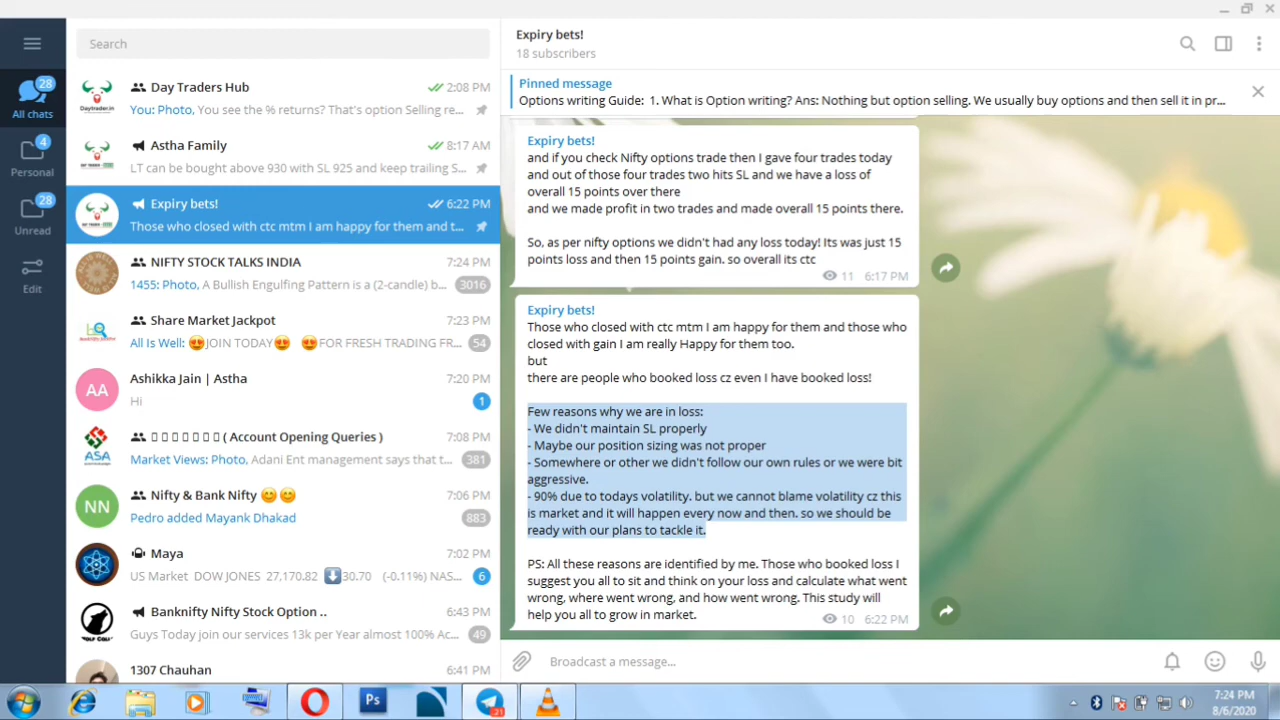 Search
28
All chats
4
Personal
28
Unread
Edit
Daytrader.in
Day Traders Hub
2:08 PM
You: Photo, You see the % returns? That's option Selling re...
Astha Family
8:17 AM
LT can be bought above 930 with SL 925 and keep trailing S...
Expiry bets!
6:22 PM
Those who closed with ctc mtm I am happy for them and t...
NIFTY STOCK TALKS INDIA
7:24 PM
1455: Photo, A Bullish Engulfing Pattern is a (2-candle) b...
3016
Share Market Jackpot
7:23 PM
All Is Well: 😍JOIN TODAY😍 😍FOR FRESH TRADING FR...
54
AA
Ashikka Jain | Astha
7:20 PM
Hi
1
ASA
( Account Opening Queries )
7:08 PM
Market Views: Photo, Adani Ent management says that t...
381
NN
Nifty & Bank Nifty 😊😊
7:06 PM
Pedro added Mayank Dhakad
883
Maya
7:02 PM
US Market DOW JONES 27,170.82 ⬇30.70 (-0.11%) NAS...
6
WOLF CALL
Banknifty Nifty Stock Option ..
6:43 PM
Guys Today join our services 13k per Year almost 100% Ac...
49
1307 Chauhan
6:41 PM
Expiry bets!
18 subscribers
Pinned message
Options writing Guide: 1. What is Option writing? Ans: Nothing but option selling. We usually buy options and then sell it in pr...
Expiry bets!
and if you check Nifty options trade then I gave four trades today
and out of those four trades two hits SL and we have a loss of
overall 15 points over there
and we made profit in two trades and made overall 15 points there.
So, as per nifty options we didn't had any loss today! Its was just 15
points loss and then 15 points gain. so overall its ctc
11 6:17 PM
Expiry bets!
Those who closed with ctc mtm I am happy for them and those who
closed with gain I am really Happy for them too.
but
there are people who booked loss cz even I have booked loss!
Few reasons why we are in loss:
- We didn't maintain SL properly
- Maybe our position sizing was not proper
- Somewhere or other we didn't follow our own rules or we were bit
aggressive.
- 90% due to todays volatility. but we cannot blame volatility cz this
is market and it will happen every now and then. so we should be
ready with our plans to tackle it.
PS: All these reasons are identified by me. Those who booked loss I
suggest you all to sit and think on your loss and calculate what went
wrong, where went wrong, and how went wrong. This study will
help you all to grow in market.
10 6:22 PM
Broadcast a message...
Ps
21
7:24 PM
8/6/2020